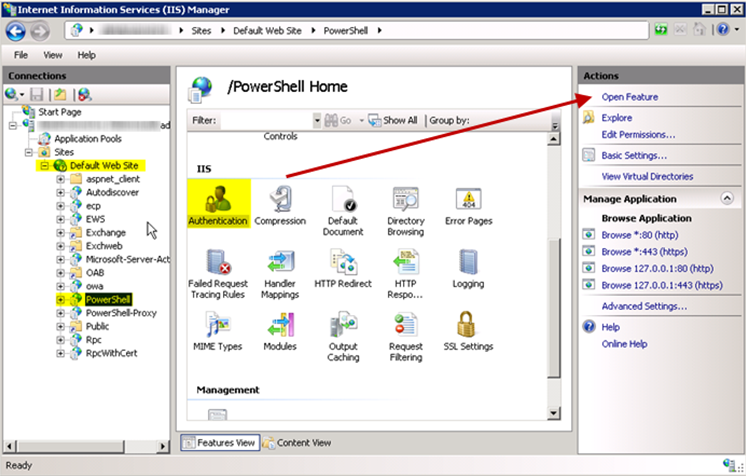 Internet Information Services (IIS) Manager
Sites
Default Web Site
PowerShell
File View Help
Connections
Start Page
ad
Application Pools
Sites
Default Web Site
aspnet_client
Autodiscover
ecp
EWS
Exchange
Exchweb
Microsoft-Server-Act
OAB
owa
PowerShell
PowerShell-Proxy
Public
Rpc
RpcWithCert
/PowerShell Home
Filter: Go Show All Group by:
Controls
IIS
Authentication Compression Default Document Directory Browsing Error Pages
Failed Request Tracing Rules Handler Mappings HTTP Redirect HTTP Respo... Logging
404
MIME Types Modules Output Caching Request Filtering SSL Settings
Management
Features View Content View
Actions
Open Feature
Explore
Edit Permissions...
Basic Settings...
View Virtual Directories
Manage Application
Browse Application
Browse *:80 (http)
Browse *:443 (https)
Browse 127.0.0.1:80 (http)
Browse 127.0.0.1:443 (https)
Advanced Settings...
Help
Online Help
Ready